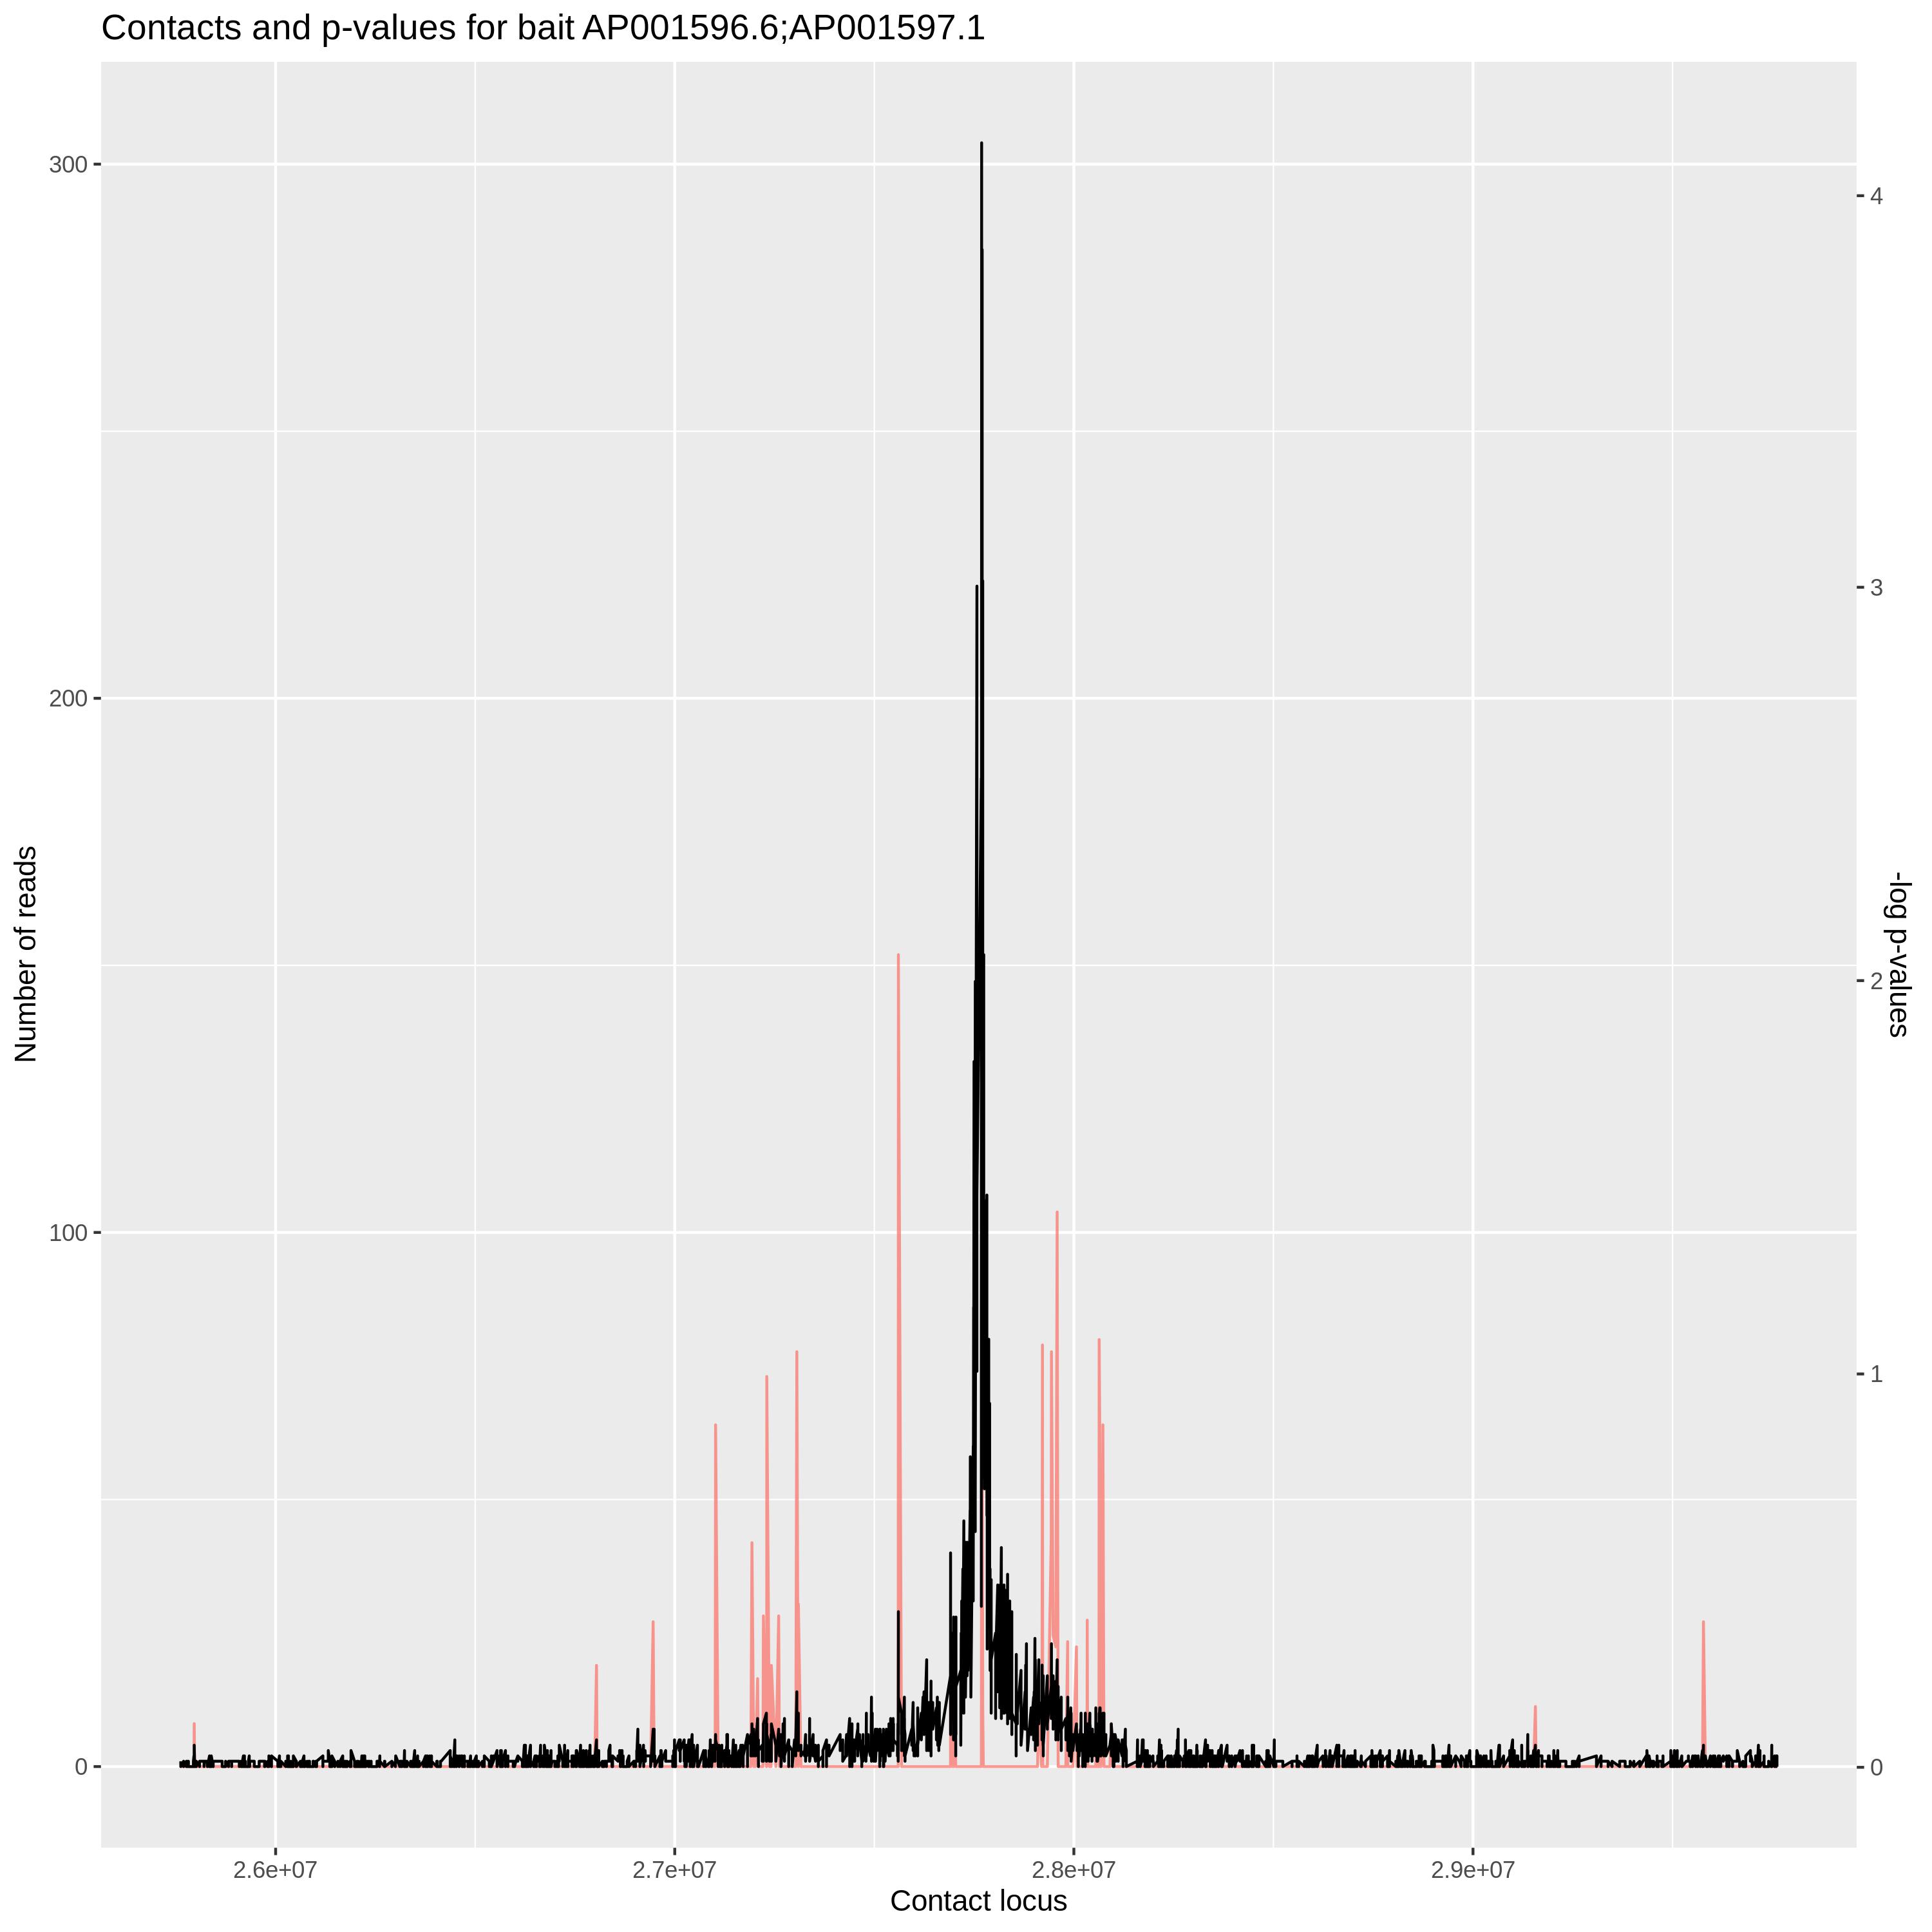 Contacts and p-values for bait AP001596.6;AP001597.1
300
200
100
0
Number of reads
4
3
2
1
0
-log p-values
2.6e+07
2.7e+07
2.8e+07
2.9e+07
Contact locus